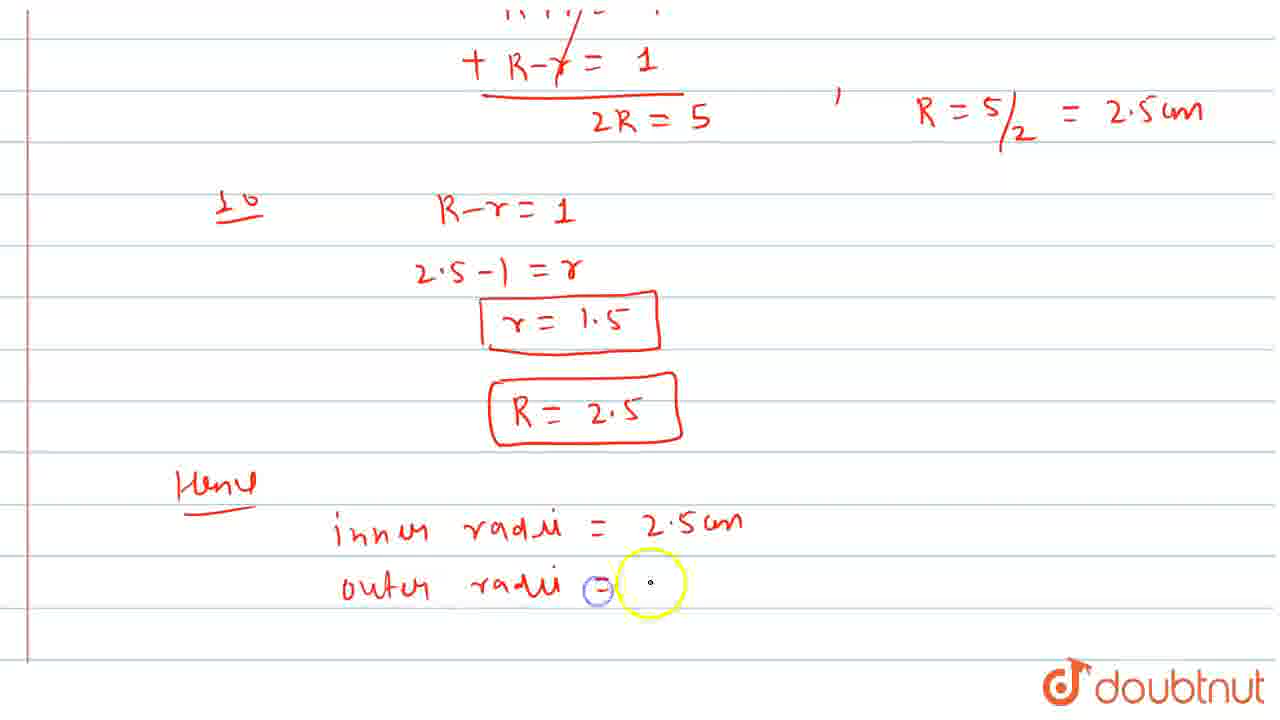 + R-r = 1
2R = 5 , R = 5/2 = 2.5cm
R-r = 1
2.5-1 = r
r = 1.5
R = 2.5
Hence
inner radii = 2.5cm
outer radii =
doubtnut